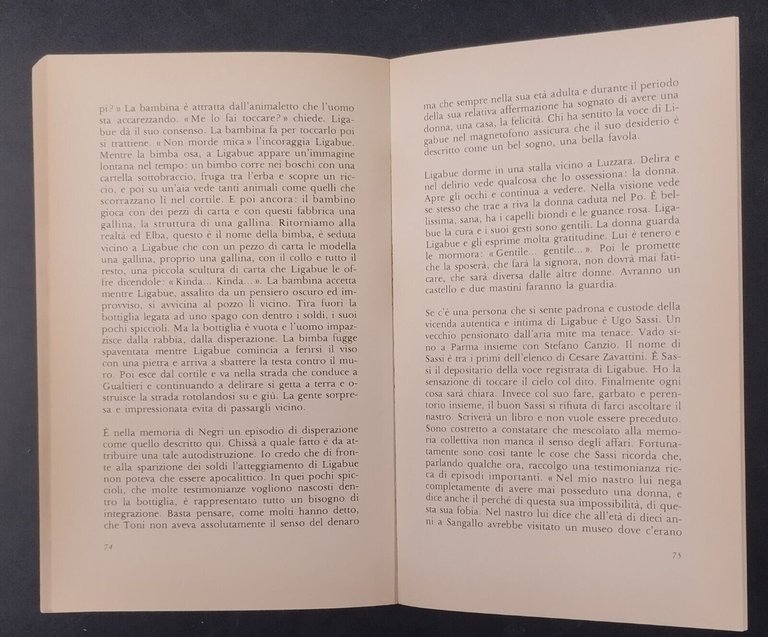 pi? » La bambina è attratta dall'animaletto che l'uomo
sta accarezzando. « Me lo fai toccare? » chiede. Liga-
bue dà il suo consenso. La bambina fa per toccarlo poi
si trattiene. « Non morde mica » l'incoraggia Ligabue.
Mentre la bimba osa, a Ligabue appare un'immagine
lontana nel tempo: un bimbo corre nei boschi con una
cartella sottobraccio, fruga tra l'erba e scopre un ric-
cio, e poi su un'aia vede tanti animali come quelli che
scorrazzano lì nel cortile. E poi ancora: il bambino
gioca con dei pezzi di carta e con questi fabbrica una
gallina, la struttura di una gallina. Ritorniamo alla
realtà ed Elba, questo è il nome della bimba, è seduta
vicino a Ligabue che con un pezzo di carta le modella
una gallina, proprio una gallina, con il collo e tutto il
resto, una piccola scultura di carta che Ligabue le of-
fre dicendole: « Kinda... Kinda... ». La bambina accetta
mentre Ligabue, assalito da un pensiero oscuro ed im-
provviso, si avvicina al pozzo lì vicino. Tira fuori la
bottiglia legata ad uno spago con dentro i soldi, i suoi
pochi spiccioli. Ma la bottiglia è vuota e l'uomo impaz-
zisce dalla rabbia, dalla disperazione. La bimba fugge
spaventata mentre Ligabue comincia a ferirsi il viso
con una pietra e arriva a sbattere la testa contro il mu-
ro. Poi esce dal cortile e va nella strada che conduce a
Gualtieri e continuando a delirare si getta a terra e o-
struisce la strada rotolandosi su e giù. La gente sorpre-
sa e impressionata evita di passargli vicino.
È nella memoria di Negri un episodio di disperazione
come quello descritto qui. Chissà a quale fatto è da at-
tribuire una tale autodistruzione. Io credo che di fron-
te alla sparizione dei soldi l'atteggiamento di Ligabue
non poteva che essere apocalittico. In quei pochi spic-
cioli, che molte testimonianze vogliono nascosti den-
tro la bottiglia, è rappresentato tutto un bisogno di
integrazione. Basta pensare, come molti hanno detto,
che Toni non aveva assolutamente il senso del denaro
74
ma che sempre nella sua età adulta e durante il periodo
della sua relativa affermazione ha sognato di avere una
donna, una casa, la felicità. Chi ha sentito la voce di Li-
gabue nel magnetofono assicura che il suo desiderio è
descritto come un bel sogno, una bella favola.
Ligabue dorme in una stalla vicino a Luzzara. Delira e
nel delirio vede qualcosa che lo ossessiona: la donna.
Apre gli occhi e continua a vedere. Nella visione vede
se stesso che trae a riva la donna caduta nel Po. È bel-
lissima, sana, ha i capelli biondi e le guance rosa. Liga-
bue la cura e i suoi gesti sono gentili. La donna guarda
Ligabue e gli esprime molta gratitudine. Lui è tenero e
le mormora: « Gentile... gentile... ». Poi le promette
che la sposerà, che farà la signora, non dovrà mai fati-
care, che sarà diversa dalle altre donne. Avranno un
castello e due mastini faranno la guardia.
Se c'è una persona che si sente padrona e custode della
vicenda autentica e intima di Ligabue è Ugo Sassi. Un
vecchio pensionato dall'aria mite ma tenace. Vado si-
no a Parma insieme con Stefano Canzio. Il nome di
Sassi è tra i primi dell'elenco di Cesare Zavattini. È Sas-
si il depositario della voce registrata di Ligabue. Ho la
sensazione di toccare il cielo col dito. Finalmente ogni
cosa sarà chiara. Invece col suo fare, garbato e peren-
torio insieme, il buon Sassi si rifiuta di farci ascoltare il
nastro. Scriverà un libro e non vuole essere preceduto.
Sono costretto a constatare che mescolato alla memo-
ria collettiva non manca il senso degli affari. Fortuna-
tamente sono così tante le cose che Sassi ricorda che,
parlando qualche ora, raccolgo una testimonianza ric-
ca di episodi importanti. « Nel mio nastro lui nega
completamente di avere mai posseduto una donna, e
dice anche il perché di questa sua impossibilità, di que-
sta sua fobia. Nel nastro lui dice che all'età di dieci an-
ni a Sangallo avrebbe visitato un museo dove c'erano
75